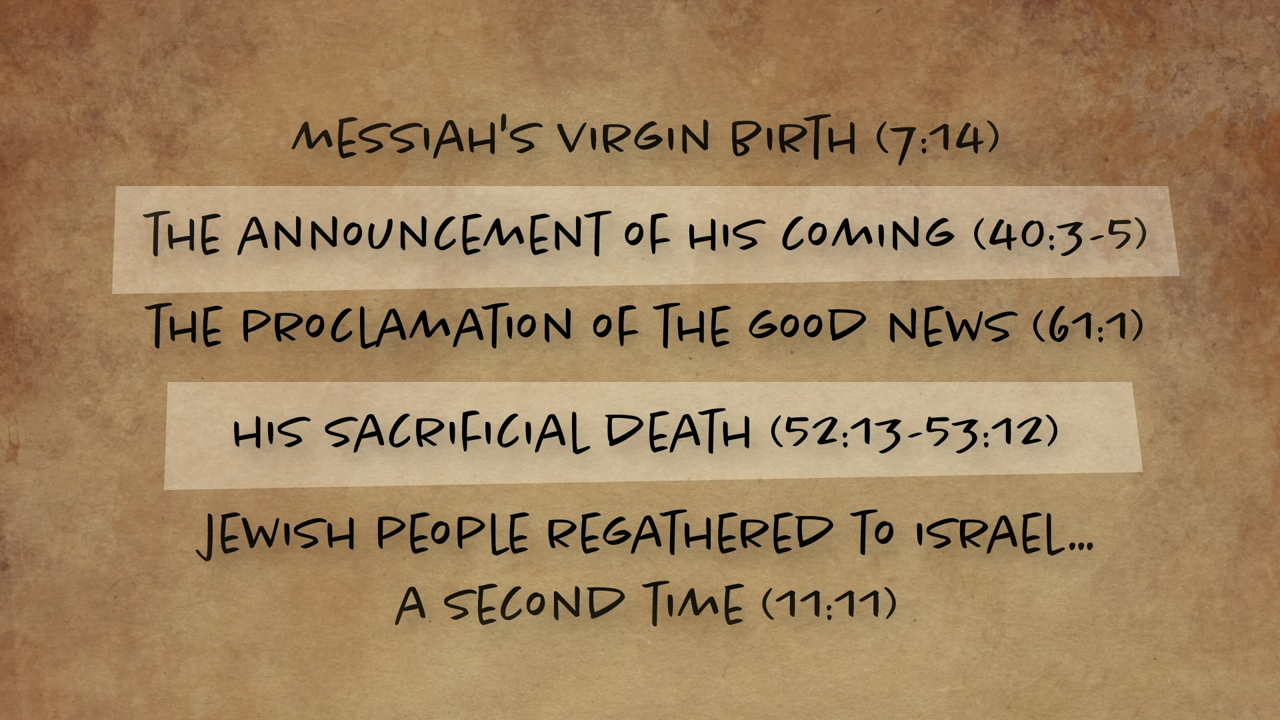 MESSIAH'S VIRGIN BIRTH (7:14)
THE ANNOUNCEMENT OF HIS COMING (40:3-5)
THE PROCLAMATION OF THE GOOD NEWS (61:1)
HIS SACRIFICIAL DEATH (52:13-53:12)
JEWISH PEOPLE REGATHERED TO ISRAEL...
A SECOND TIME (11:11)